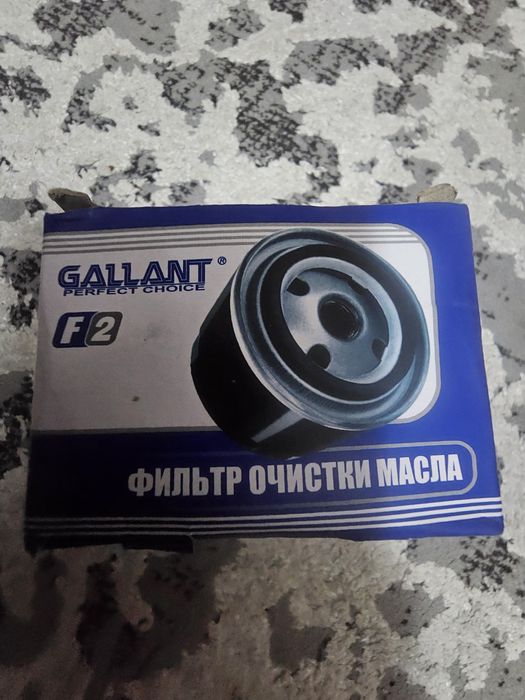 GALLANT®
PERFECT CHOICE
F2
ФИЛЬТР ОЧИСТКИ МАСЛА